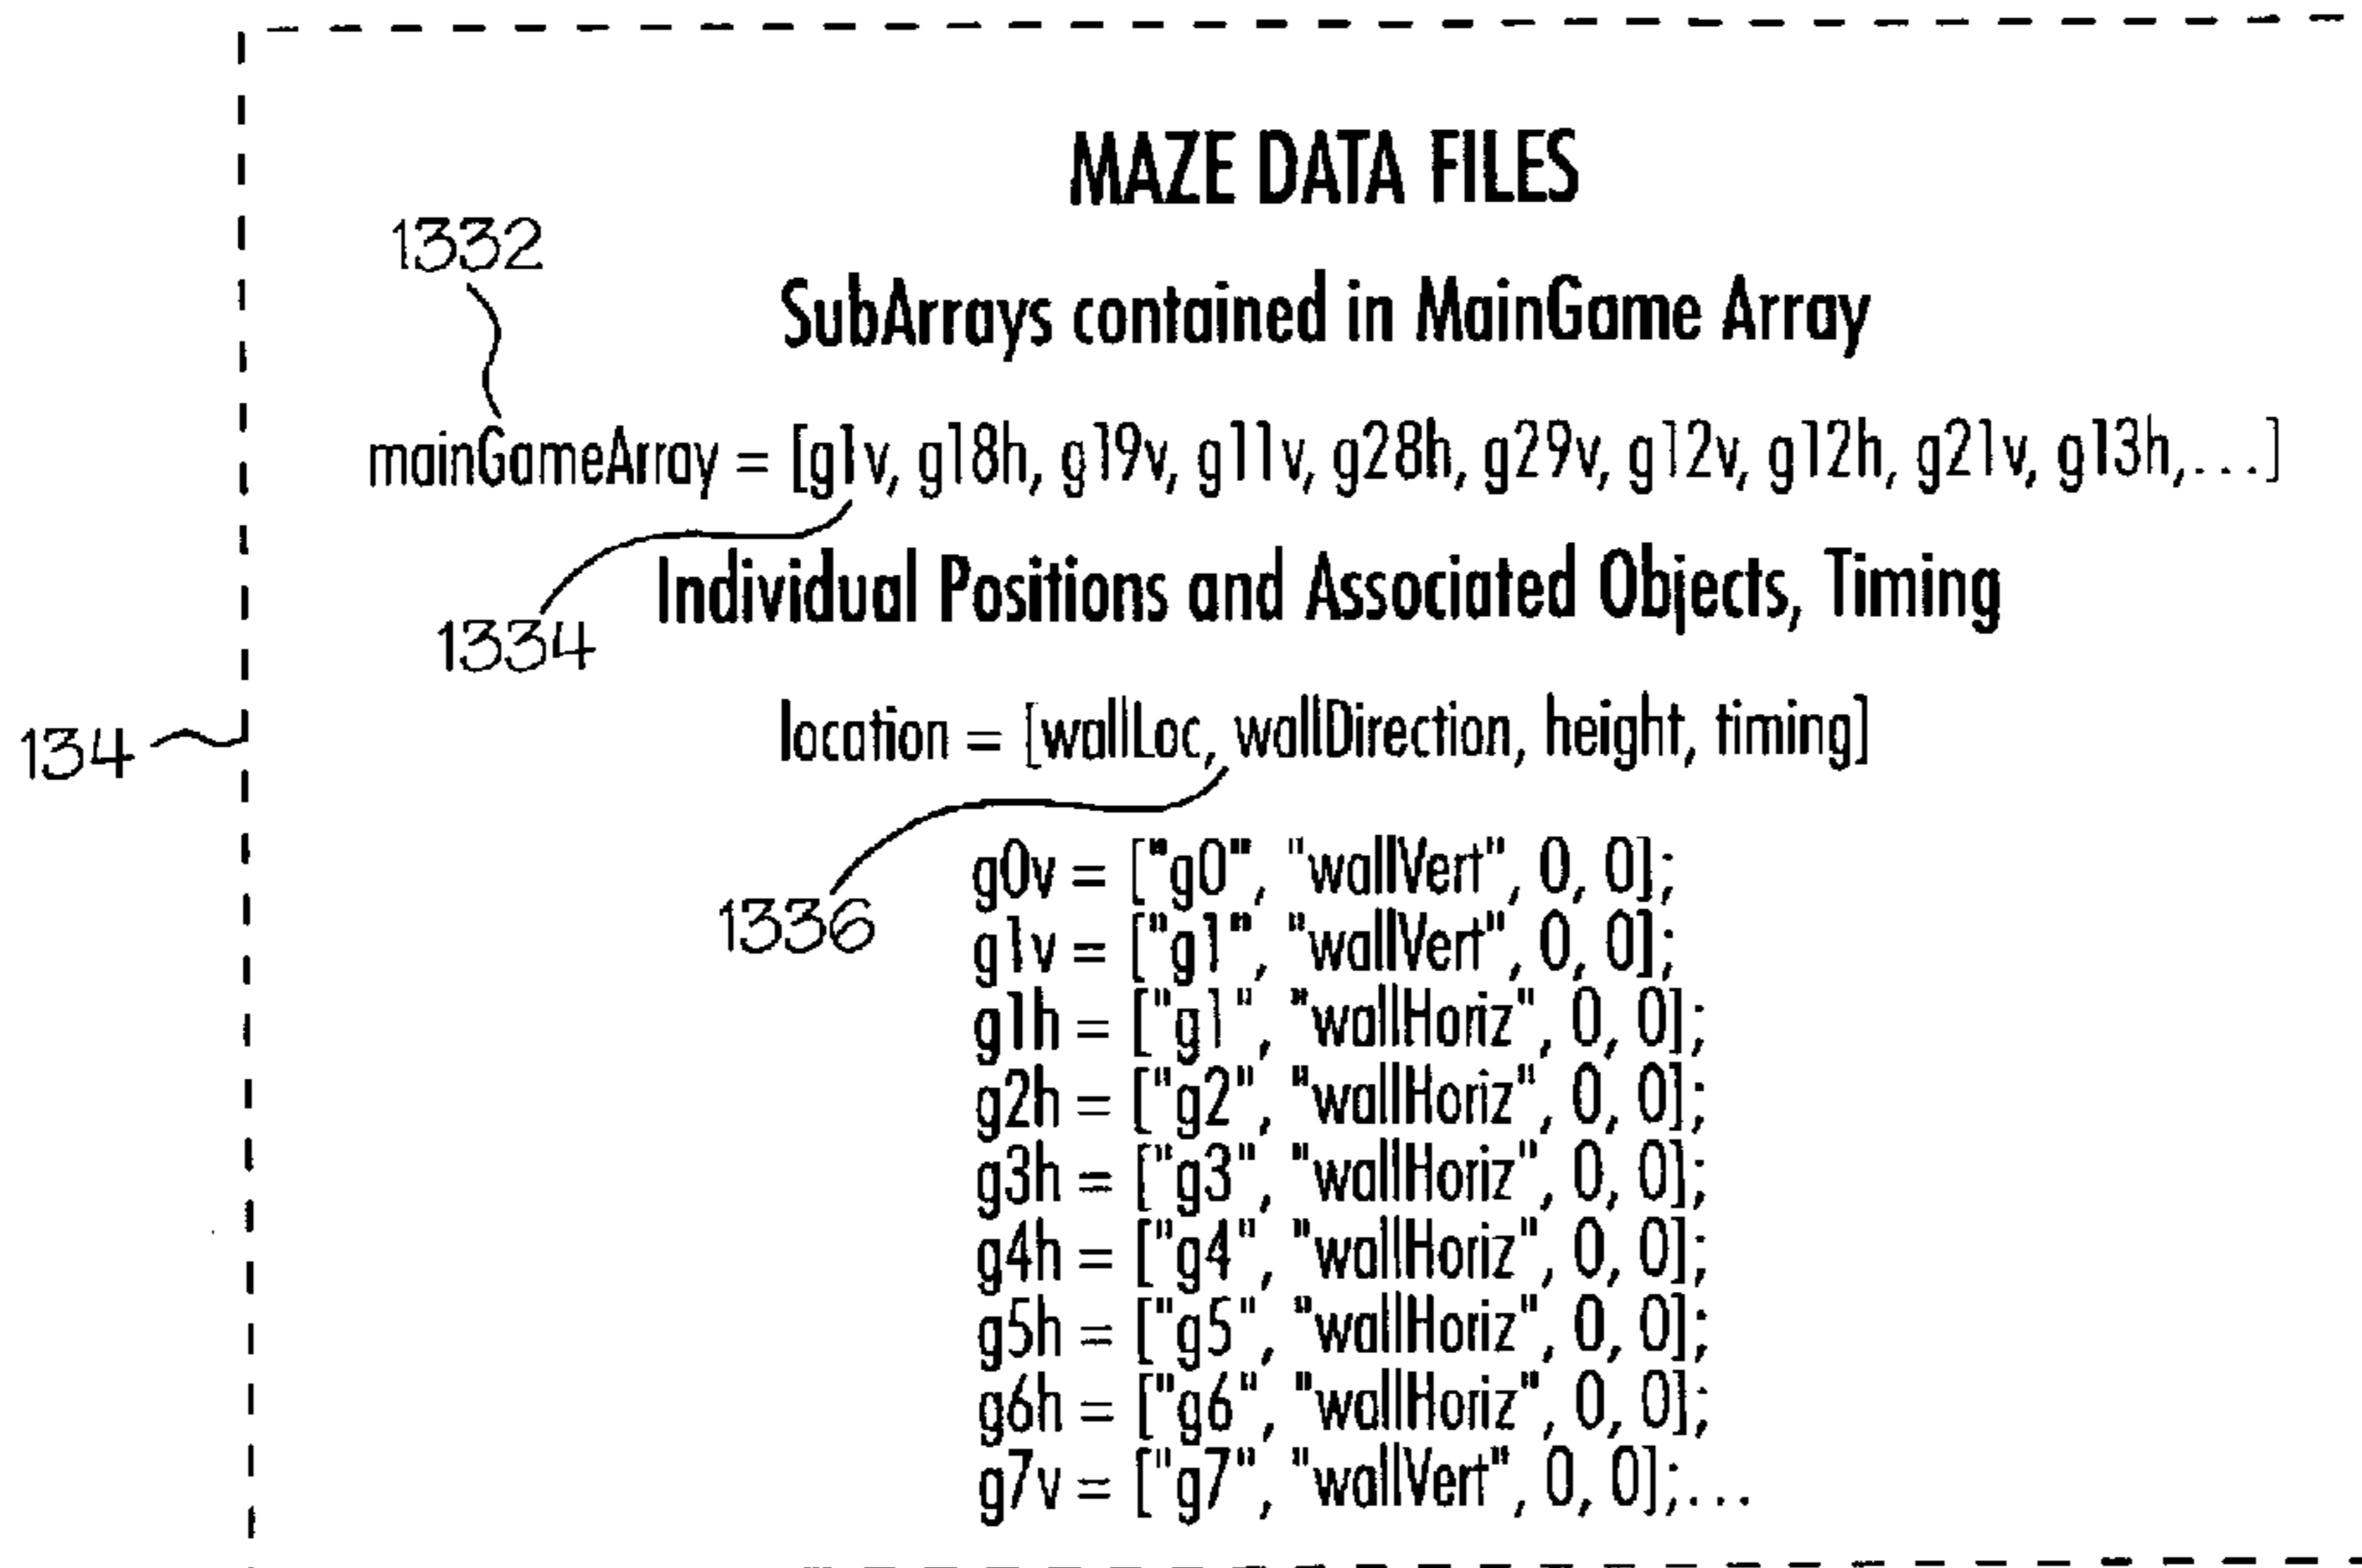 MAZE DATA FILES
1332
SubArrays contained in MainGame Array
mainGameArray = [g1v, g18h, g19v, g11v, g28h, g29v, g12v, g12h, g21v, g13h,...]
Individual Positions and Associated Objects, Timing
1334
134
location = [wallLoc, wallDirection, height, timing]
1336
g0v = ["g0", "wallVert", 0, 0];
g1v = ["g1", "wallVert", 0, 0];
g1h = ["g1", "wallHoriz", 0, 0];
g2h = ["g2", "wallHoriz", 0, 0];
g3h = ["g3", "wallHoriz", 0, 0];
g4h = ["g4", "wallHoriz", 0, 0];
g5h = ["g5", "wallHoriz", 0, 0];
g6h = ["g6", "wallHoriz", 0, 0];
g7v = ["g7", "wallVert", 0, 0];...